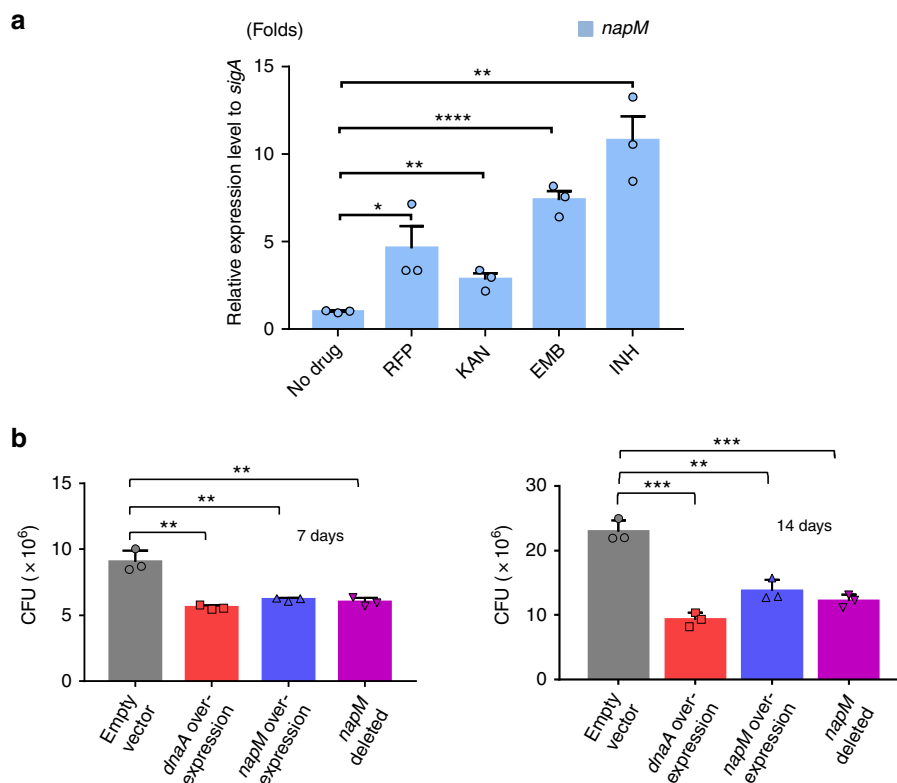 a
(Folds)
napM
Relative expression level to sigA
15
10
5
0
**
****
**
*
No drug
RFP
KAN
EMB
INH
b
CFU (×10⁶)
15
10
5
0
**
**
**
7 days
Empty
vector
dnaA over-
expression
napM over-
expression
napM
deleted
CFU (×10⁶)
30
20
10
0
***
**
***
14 days
Empty
vector
dnaA over-
expression
napM over-
expression
napM
deleted